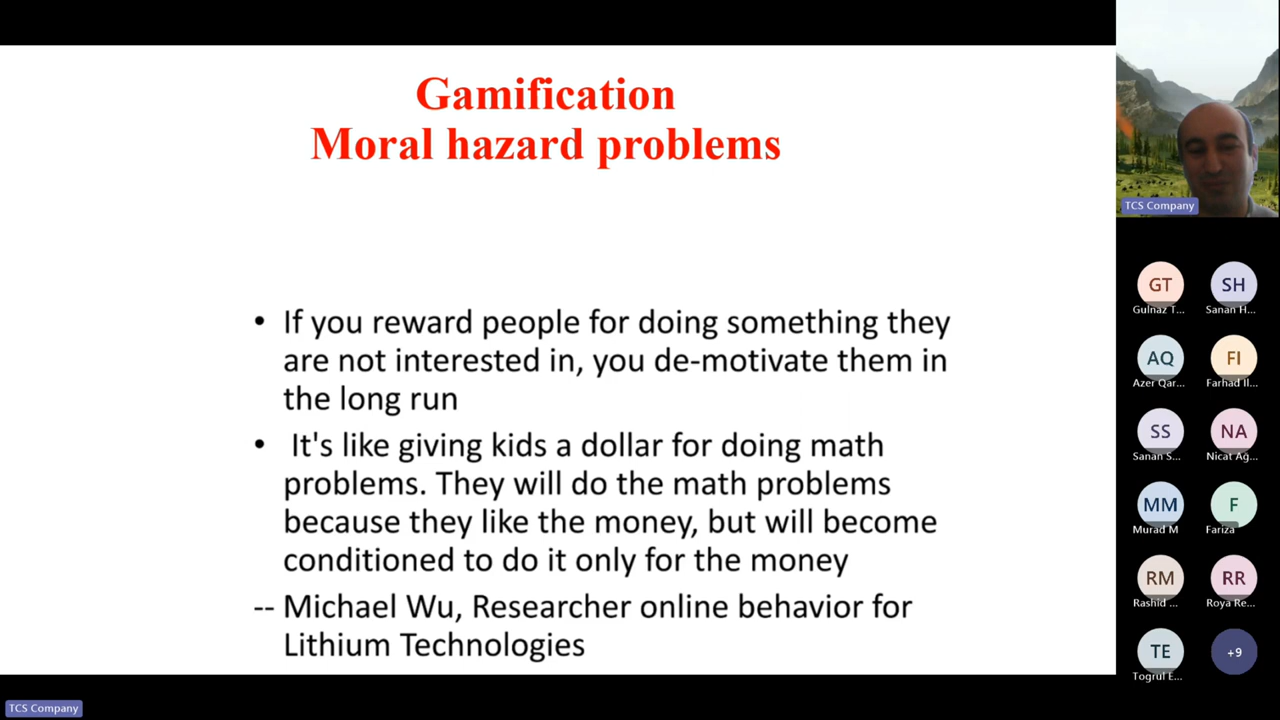 Gamification
Moral hazard problems
• If you reward people for doing something they
are not interested in, you de-motivate them in
the long run
• It's like giving kids a dollar for doing math
problems. They will do the math problems
because they like the money, but will become
conditioned to do it only for the money
-- Michael Wu, Researcher online behavior for
Lithium Technologies
TCS Company
GT
SH
Gulnaz T...
Sanan H...
AQ
FI
Azer Qar...
Farhad Il...
SS
NA
Sanan S...
Nicat Ag...
MM
F
Murad M
Fariza
RM
RR
Rashid ...
Roya Re...
TE
+9
Togrul E...
TCS Company